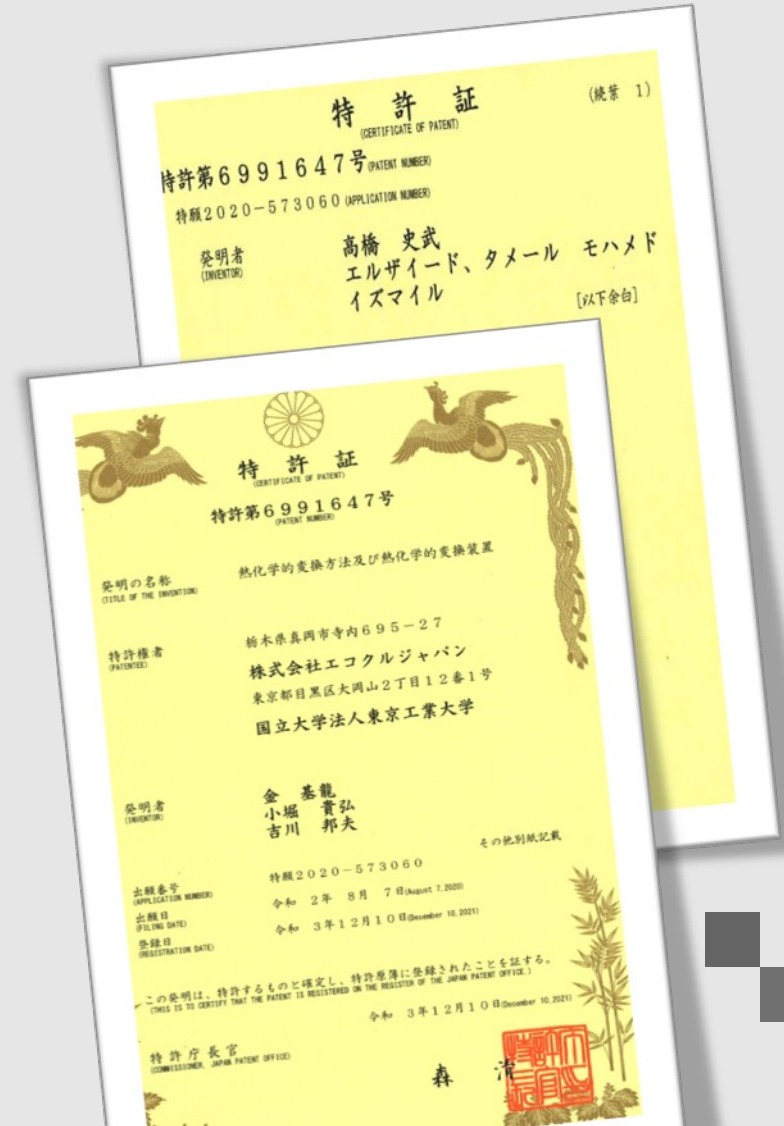 特 許 証
(CERTIFICATE OF PATENT)
(続葉 1)
特許第6991647号(PATENT NUMBER)
特願2020-573060(APPLICATION NUMBER)
発明者
(INVENTOR)
高橋 史武
エルザイード、タメール モハメド
イズマイル
[以下余白]
特 許 証
(CERTIFICATE OF PATENT)
特許第6991647号
(PATENT NUMBER)
発明の名称
(TITLE OF THE INVENTION)
熱化学的変換方法及び熱化学的変換装置
特許権者
(PATENTEE)
栃木県真岡市寺内695-27
株式会社エコクルジャパン
東京都目黒区大岡山2丁目12番1号
国立大学法人東京工業大学
発明者
(INVENTOR)
金 基龍
小堀 貴弘
吉川 邦夫
その他別紙記載
出願番号
(APPLICATION NUMBER)
特願2020-573060
出願日
(FILING DATE)
令和 2年 8月 7日(August 7,2020)
登録日
(REGISTRATION DATE)
令和 3年12月10日(December 10,2021)
この発明は、特許するものと確定し、特許原簿に登録されたことを証する。
(THIS IS TO CERTIFY THAT THE PATENT IS REGISTERED ON THE REGISTER OF THE JAPAN PATENT OFFICE.)
令和 3年12月10日(December 10,2021)
特許庁長官
(COMMISSIONER, JAPAN PATENT OFFICE)
森 清
特許庁長官之印